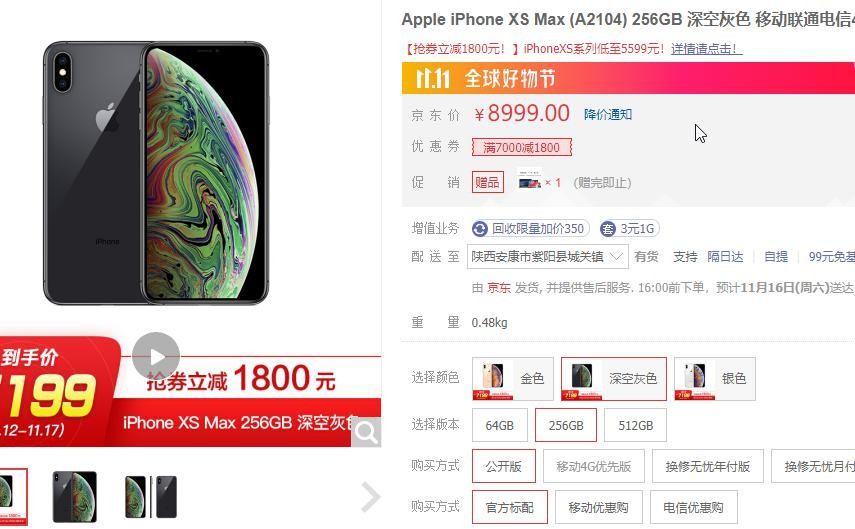 Apple iPhone XS Max (A2104) 256GB 深空灰色 移动联通电信4
【抢券立减1800元！】iPhoneXS系列低至5599元！详情请点击！
11.11 全球好物节
京东价 ￥8999.00 降价通知
优惠券 满7000减1800
促销 赠品 × 1 (赠完即止)
增值业务 回收限量加价350 套 3元1G
配送至 陕西安康市紫阳县城关镇 有货 支持 隔日达 自提 99元免基
由 京东 发货, 并提供售后服务. 16:00前下单, 预计11月16日(周六)送达
重量 0.48kg
选择颜色 金色 深空灰色 银色
选择版本 64GB 256GB 512GB
购买方式 公开版 移动4G优先版 换修无忧年付版 换修无忧月付
购买方式 官方标配 移动优惠购 电信优惠购
iPhone
到手价
199
.12-11.17)
抢券立减 1800 元
iPhone XS Max 256GB 深空灰色